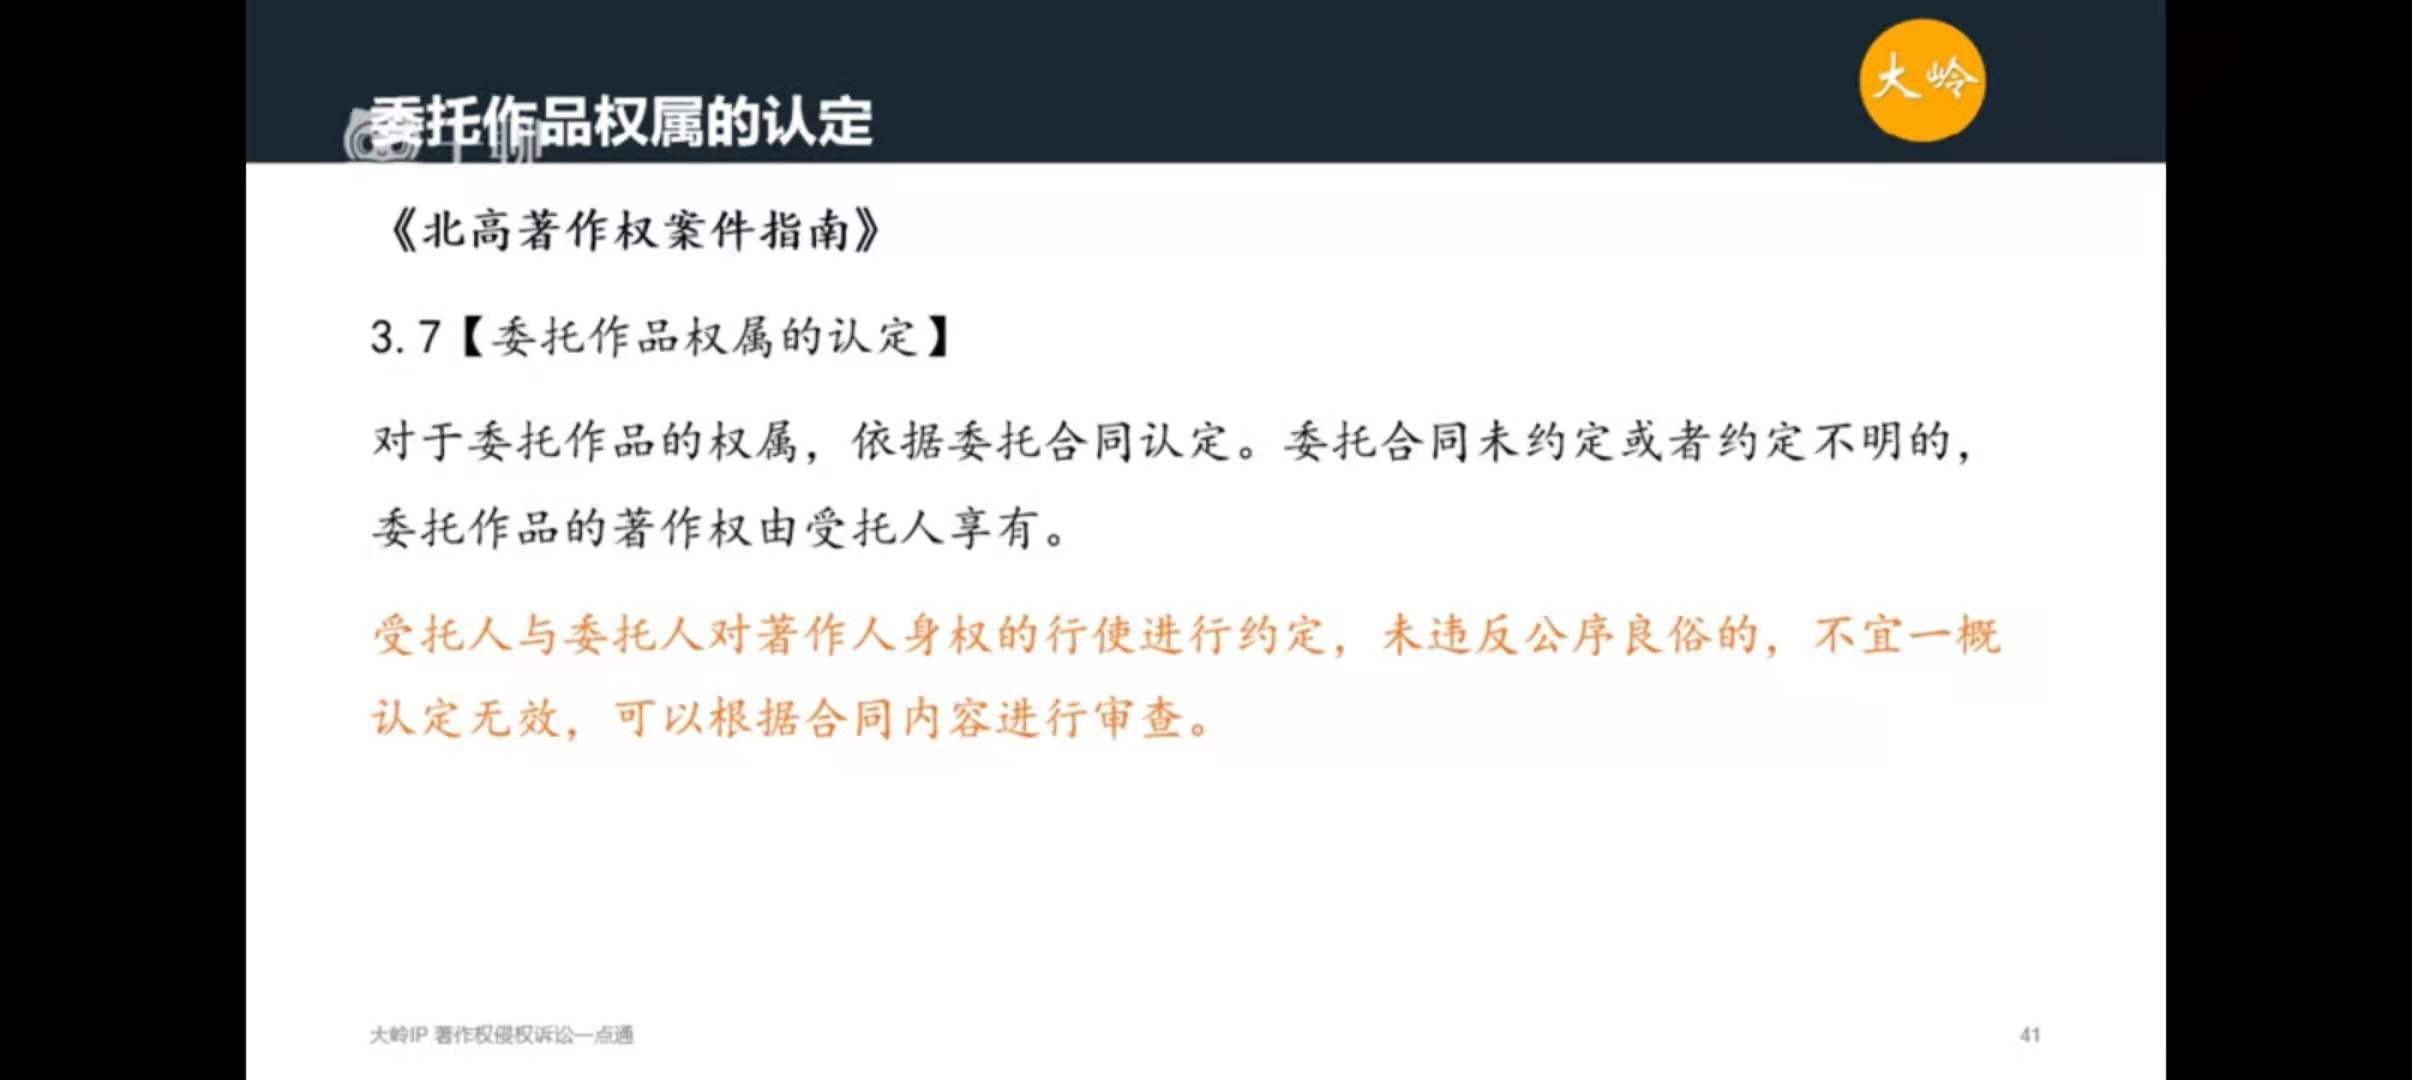 大岭
委托作品权属的认定
《北高著作权案件指南》
3.7【委托作品权属的认定】
对于委托作品的权属，依据委托合同认定。委托合同未约定或者约定不明的，
委托作品的著作权由受托人享有。
受托人与委托人对著作人身权的行使进行约定，未违反公序良俗的，不宜一概
认定无效，可以根据合同内容进行审查。
大岭IP 著作权侵权诉讼一点通
41